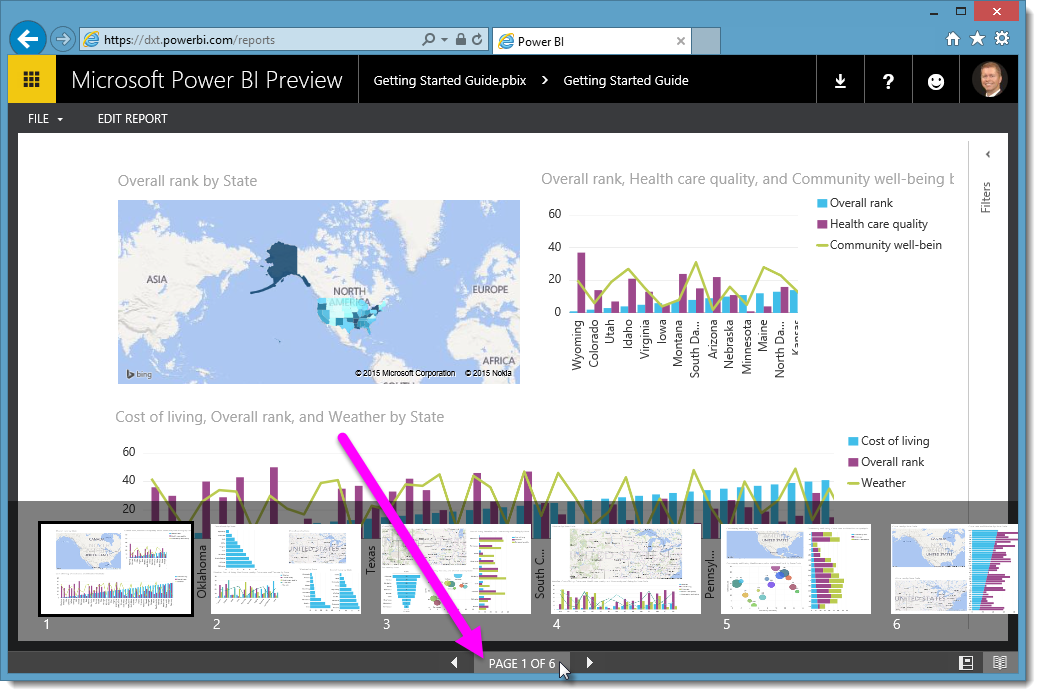 https://dxt.powerbi.com/reports
Power BI
Microsoft Power BI Preview
Getting Started Guide.pbix > Getting Started Guide
?
FILE
EDIT REPORT
Filters
Overall rank by State
ASIA
NORTH
AMERICA
EUROPE
AFRICA
bing
© 2015 Microsoft Corporation © 2015 Nokia
Overall rank, Health care quality, and Community well-being b
Overall rank
Health care quality
Community well-bein
60
40
20
0
Wyoming
Colorado
Utah
Idaho
Virginia
Iowa
Montana
South Da...
Arizona
Nebraska
Minnesota
Maine
North Da...
Kansas
Cost of living, Overall rank, and Weather by State
Cost of living
Overall rank
Weather
60
40
20
Oklahoma
Texas
South C...
Pennsyl...
1
2
3
4
5
6
PAGE 1 OF 6